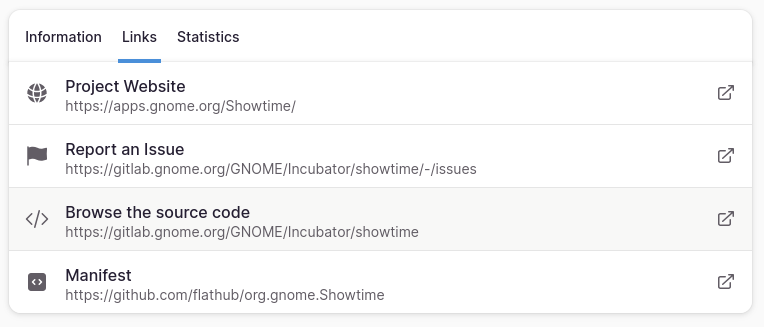 Information Links Statistics
Project Website
https://apps.gnome.org/Showtime/
Report an Issue
https://gitlab.gnome.org/GNOME/Incubator/showtime/-/issues
Browse the source code
https://gitlab.gnome.org/GNOME/Incubator/showtime
Manifest
https://github.com/flathub/org.gnome.Showtime